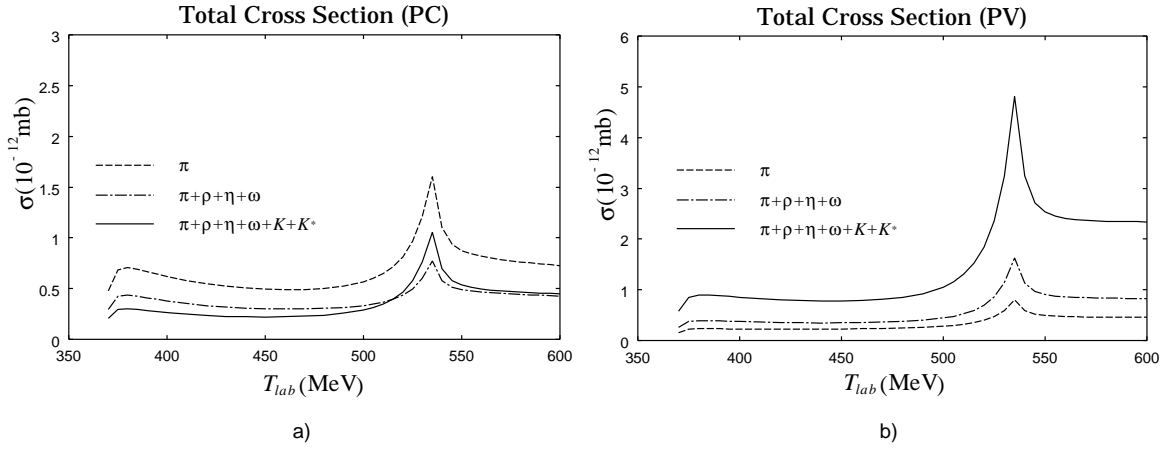 Total Cross Section (PC)
3
2.5
2
1.5
1
0.5
0
σ(10⁻¹²mb)
π
π+ρ+η+ω
π+ρ+η+ω+K+K*
350 400 450 500 550 600
T_lab (MeV)
a)
Total Cross Section (PV)
6
5
4
3
2
1
0
σ(10⁻¹²mb)
π
π+ρ+η+ω
π+ρ+η+ω+K+K*
350 400 450 500 550 600
T_lab (MeV)
b)